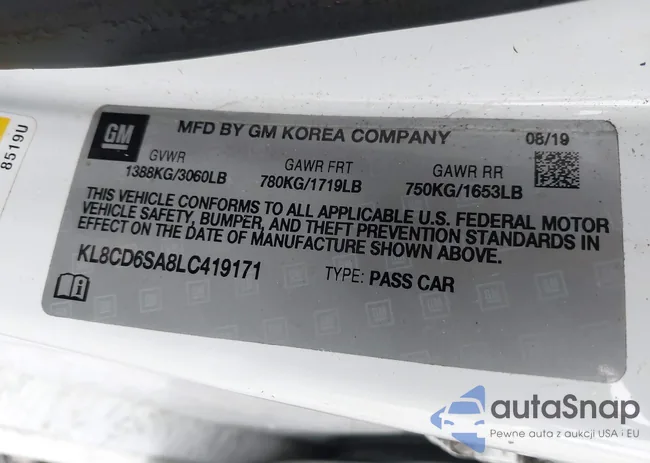 8519U
GM
MFD BY GM KOREA COMPANY
08/19
GVWR
1388KG/3060LB
GAWR FRT
780KG/1719LB
GAWR RR
750KG/1653LB
THIS VEHICLE CONFORMS TO ALL APPLICABLE U.S. FEDERAL MOTOR
VEHICLE SAFETY, BUMPER, AND THEFT PREVENTION STANDARDS IN
EFFECT ON THE DATE OF MANUFACTURE SHOWN ABOVE.
KL8CD6SA8LC419171
TYPE: PASS CAR
autaSnap
Pewne auta z aukcji USA i EU